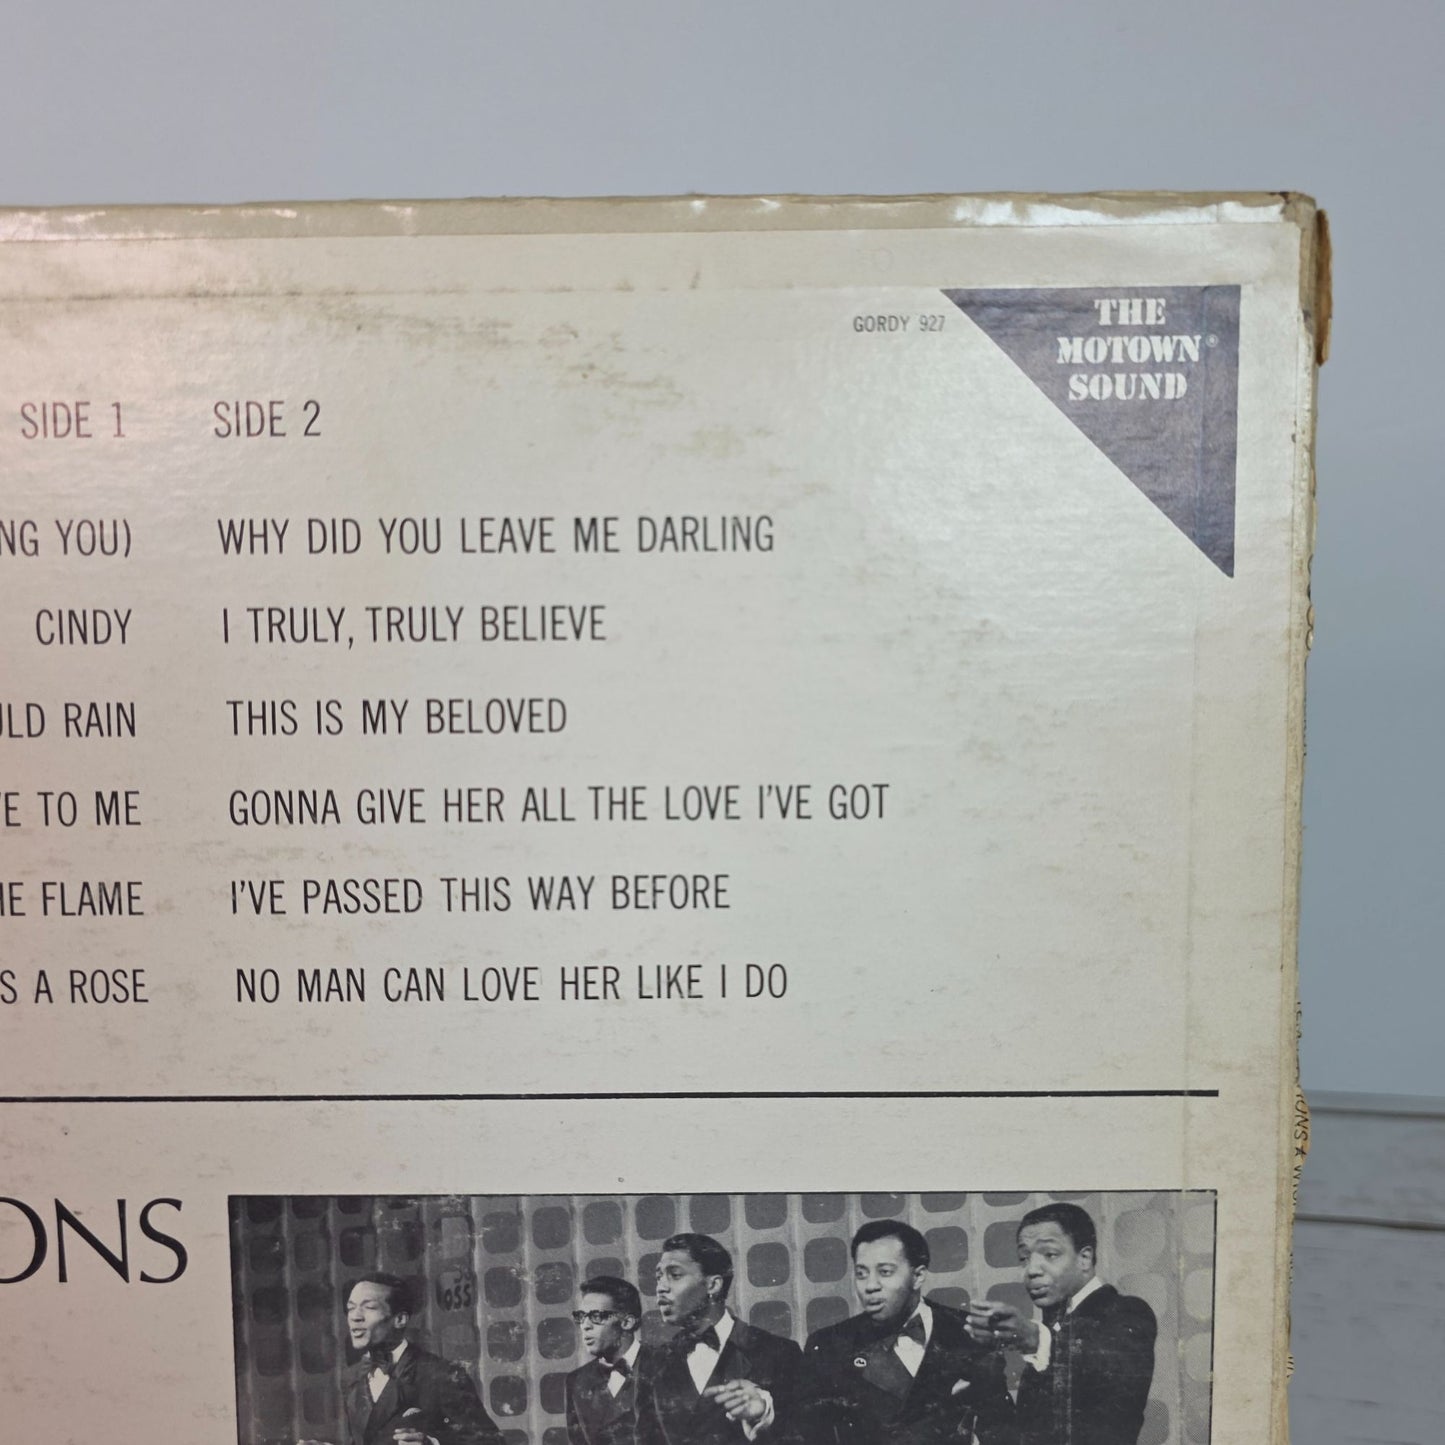 GORDY 927
THE
MOTOWN®
SOUND
SIDE 1 SIDE 2
NG YOU) WHY DID YOU LEAVE ME DARLING
CINDY I TRULY, TRULY BELIEVE
ULD RAIN THIS IS MY BELOVED
VE TO ME GONNA GIVE HER ALL THE LOVE I'VE GOT
HE FLAME I'VE PASSED THIS WAY BEFORE
S A ROSE NO MAN CAN LOVE HER LIKE I DO
ONS